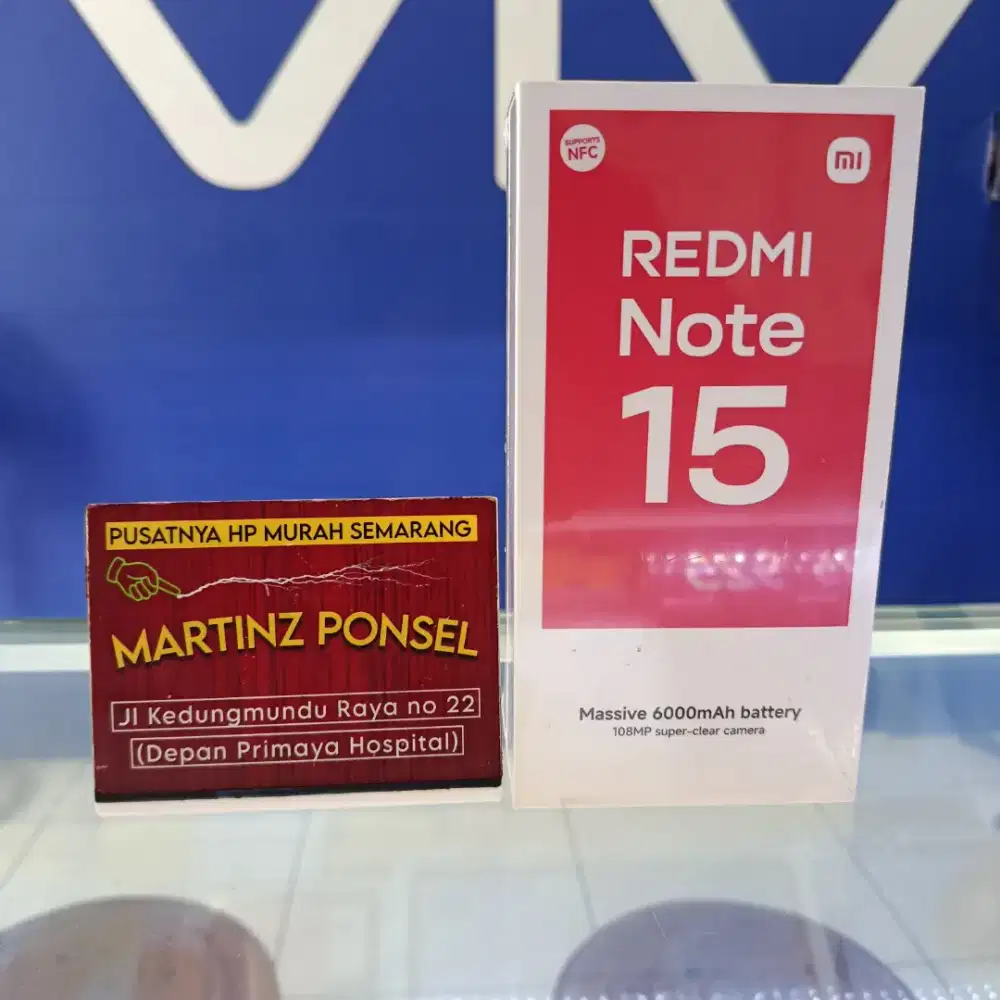 PUSATNYA HP MURAH SEMARANG
MARTINZ PONSEL
Jl Kedungmundu Raya no 22
(Depan Primaya Hospital)
SUPPORTS
NFC
mi
REDMI
Note
15
Massive 6000mAh battery
108MP super-clear camera